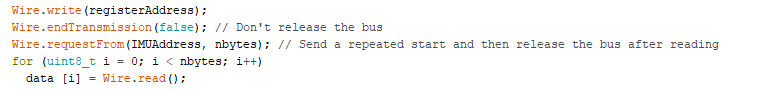 Wire.write(registerAddress);
Wire.endTransmission(false); // Don't release the bus
Wire.requestFrom(IMUAddress, nbytes); // Send a repeated start and then release the bus after reading
for (uint8_t i = 0; i < nbytes; i++)
  data [i] = Wire.read();